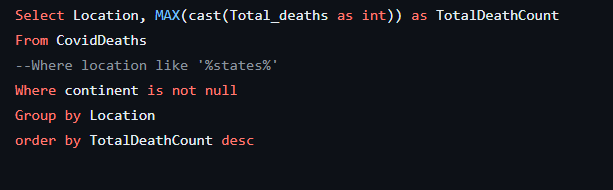 Select Location, MAX(cast(Total_deaths as int)) as TotalDeathCount
From CovidDeaths
--Where location like '%states%'
Where continent is not null
Group by Location
order by TotalDeathCount desc